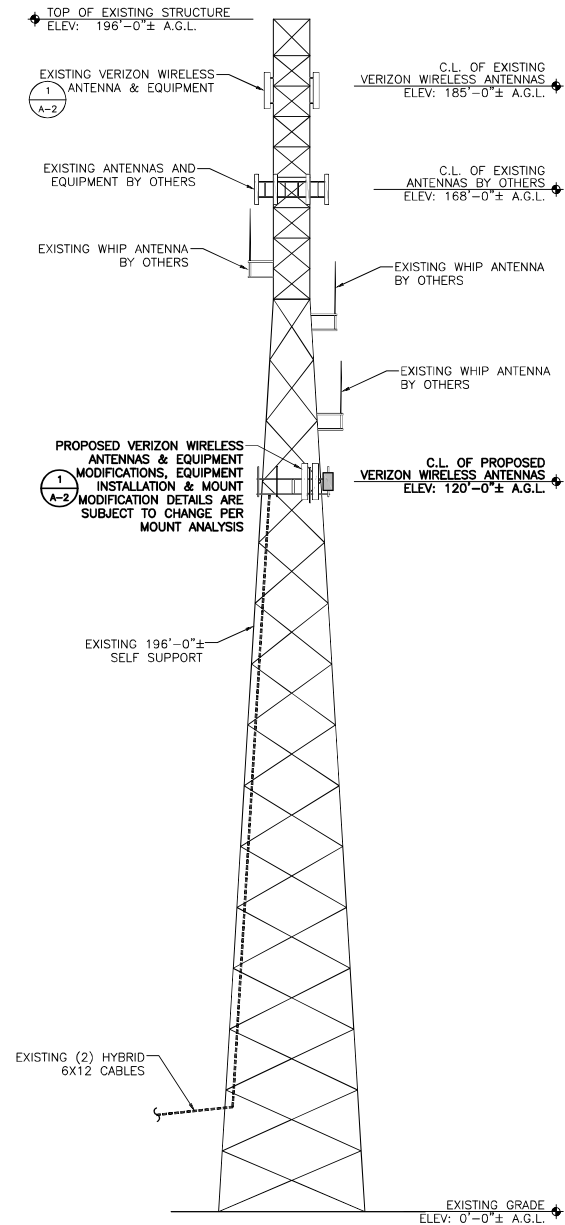 TOP OF EXISTING STRUCTURE
ELEV: 196'-0"± A.G.L.
EXISTING VERIZON WIRELESS
ANTENNA & EQUIPMENT
1
A-2
C.L. OF EXISTING
VERIZON WIRELESS ANTENNAS
ELEV: 185'-0"± A.G.L.
EXISTING ANTENNAS AND
EQUIPMENT BY OTHERS
C.L. OF EXISTING
ANTENNAS BY OTHERS
ELEV: 168'-0"± A.G.L.
EXISTING WHIP ANTENNA
BY OTHERS
EXISTING WHIP ANTENNA
BY OTHERS
EXISTING WHIP ANTENNA
BY OTHERS
PROPOSED VERIZON WIRELESS
ANTENNAS & EQUIPMENT
MODIFICATIONS, EQUIPMENT
INSTALLATION & MOUNT
MODIFICATION DETAILS ARE
SUBJECT TO CHANGE PER
MOUNT ANALYSIS
1
A-2
C.L. OF PROPOSED
VERIZON WIRELESS ANTENNAS
ELEV: 120'-0"± A.G.L.
EXISTING 196'-0"±
SELF SUPPORT
EXISTING (2) HYBRID
6X12 CABLES
EXISTING GRADE
ELEV: 0'-0"± A.G.L.